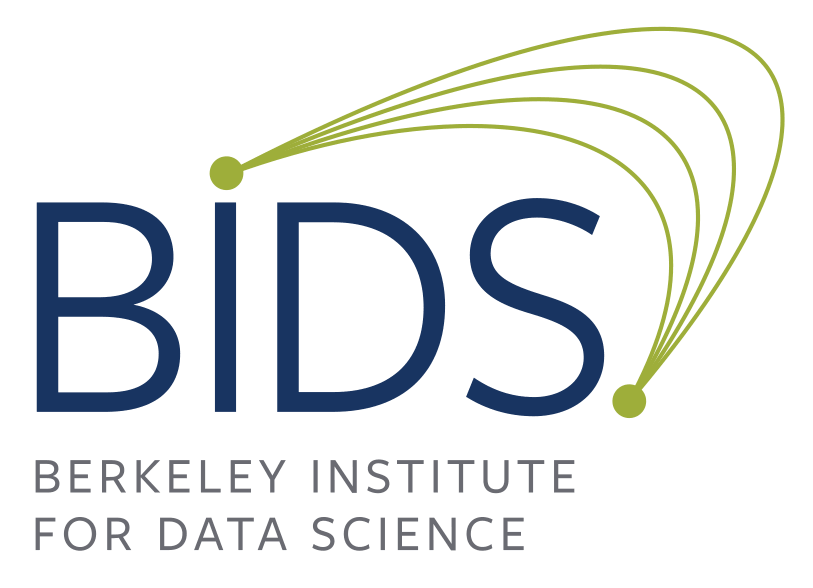 BIDS
BERKELEY INSTITUTE
FOR DATA SCIENCE